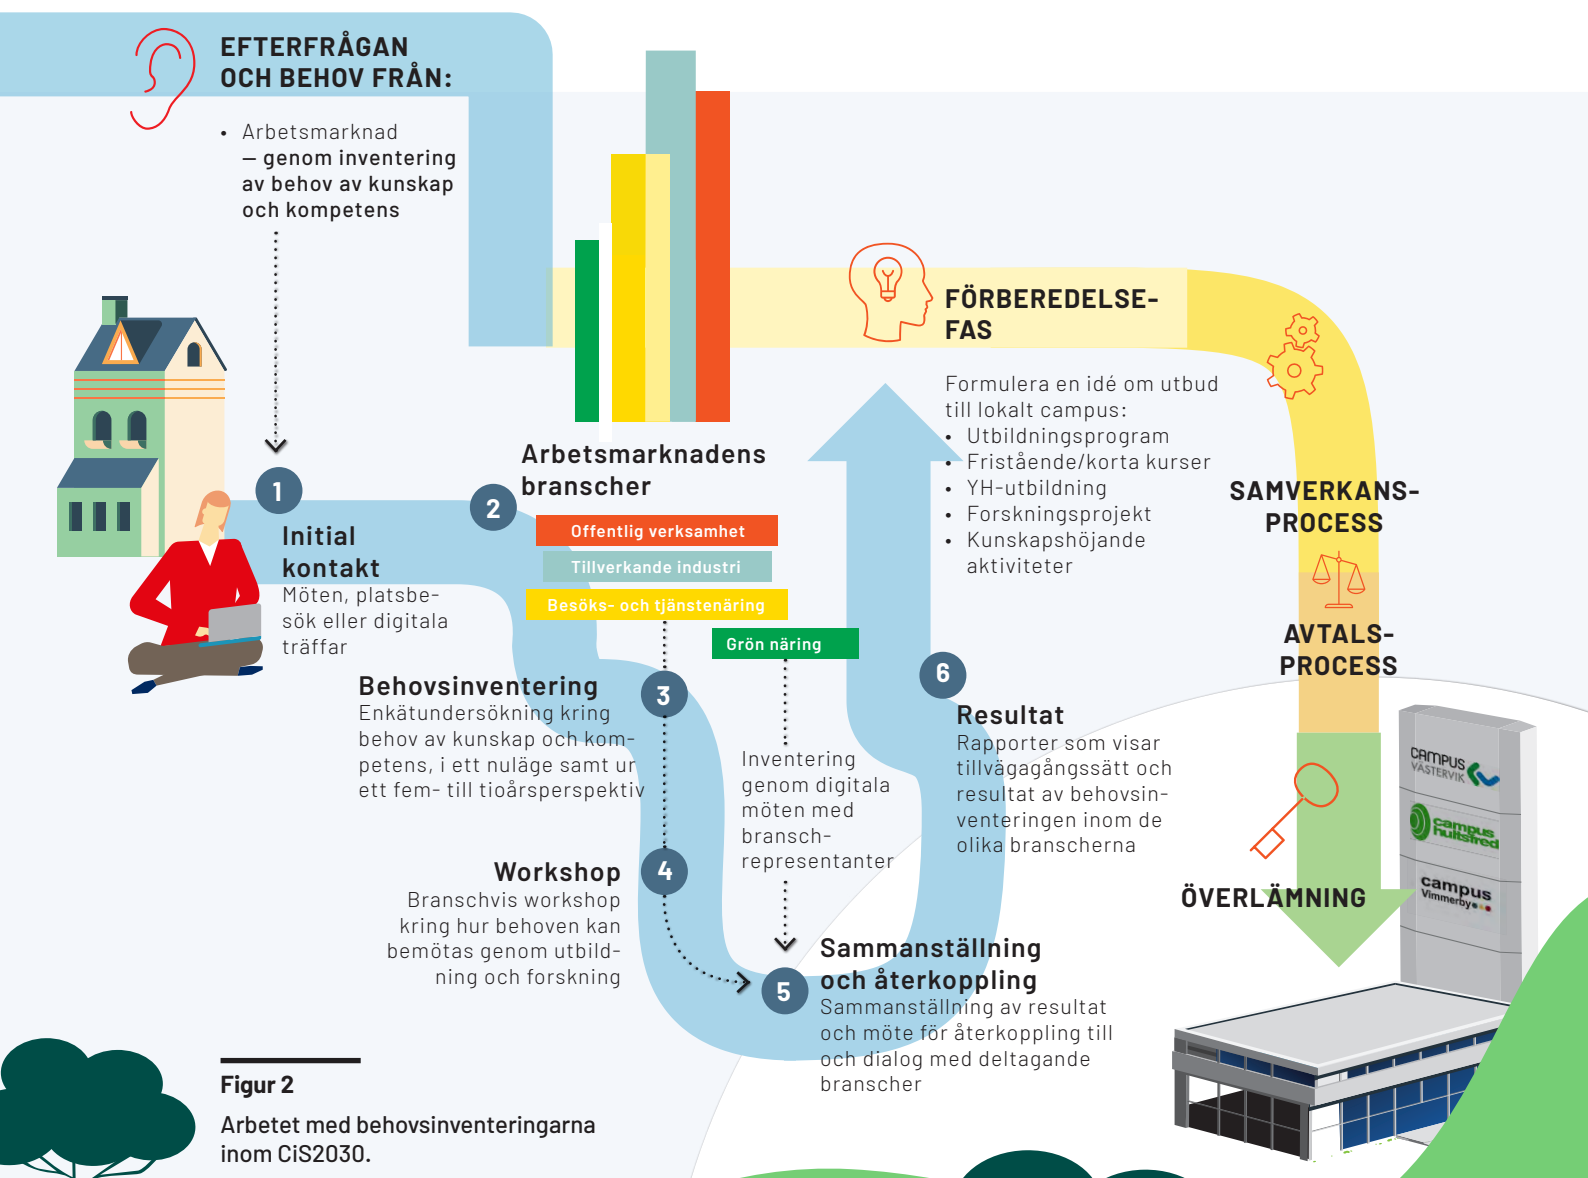 EFTERFRÅGAN
OCH BEHOV FRÅN:
• Arbetsmarknad
– genom inventering
av behov av kunskap
och kompetens
1
Initial
kontakt
Möten, platsbe-
sök eller digitala
träffar
2
Arbetsmarknadens
branscher
Offentlig verksamhet
Tillverkande industri
Besöks- och tjänstenäring
Grön näring
3
Behovsinventering
Enkätundersökning kring
behov av kunskap och kom-
petens, i ett nuläge samt ur
ett fem- till tioårsperspektiv
4
Workshop
Branschvis workshop
kring hur behoven kan
bemötas genom utbild-
ning och forskning
Inventering
genom digitala
möten med
bransch-
representanter
5
Sammanställning
och återkoppling
Sammanställning av resultat
och möte för återkoppling till
och dialog med deltagande
branscher
6
Resultat
Rapporter som visar
tillvägagångssätt och
resultat av behovsin-
venteringen inom de
olika branscherna
FÖRBEREDELSE-
FAS
Formulera en idé om utbud
till lokalt campus:
• Utbildningsprogram
• Fristående/korta kurser
• YH-utbildning
• Forskningsprojekt
• Kunskapshöjande
aktiviteter
SAMVERKANS-
PROCESS
AVTALS-
PROCESS
ÖVERLÄMNING
CAMPUS
VÄSTERVIK
campus
hultsfred
campus
Vimmerby
Figur 2
Arbetet med behovsinventeringarna
inom CiS2030.